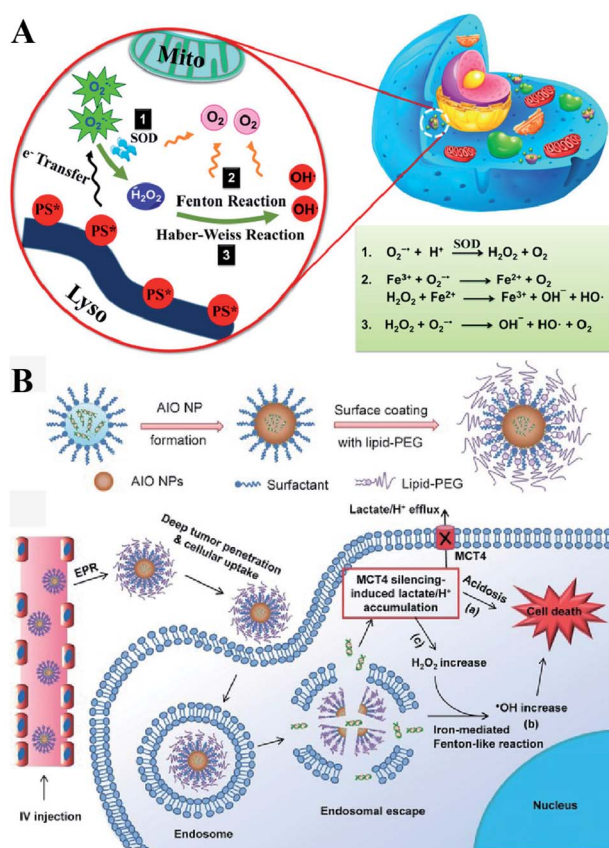 A
Mito
O₂⁻•
O₂⁻•
1
SOD
O₂
O₂
e⁻ Transfer
2
H₂O₂
Fenton Reaction
OH·
OH·
Haber-Weiss Reaction
3
PS*
PS*
PS*
PS*
Lyso
1. O₂⁻• + H⁺ SOD→ H₂O₂ + O₂
2. Fe³⁺ + O₂⁻• → Fe²⁺ + O₂
H₂O₂ + Fe²⁺ → Fe³⁺ + OH⁻ + HO·
3. H₂O₂ + O₂⁻• → OH⁻ + HO· + O₂
B
AIO NP
formation
Surface coating
with lipid-PEG
AIO NPs
Surfactant
Lipid-PEG
Lactate/H⁺ efflux
X
MCT4
EPR
Deep tumor penetration
& cellular uptake
MCT4 silencing-
induced lactate/H⁺
accumulation
Acidosis
(a)
Cell death
(c)
H₂O₂ increase
•OH increase
(b)
Iron-mediated
Fenton-like reaction
IV injection
Endosome
Endosomal escape
Nucleus